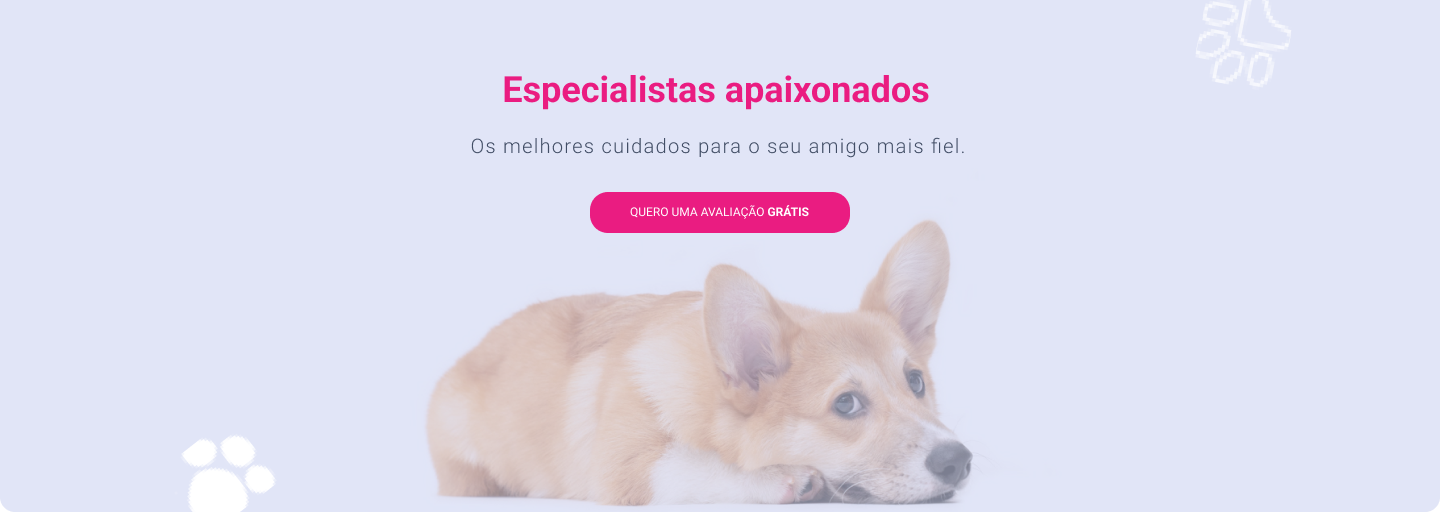 Especialistas apaixonados
Os melhores cuidados para o seu amigo mais fiel.
QUERO UMA AVALIAÇÃO GRÁTIS